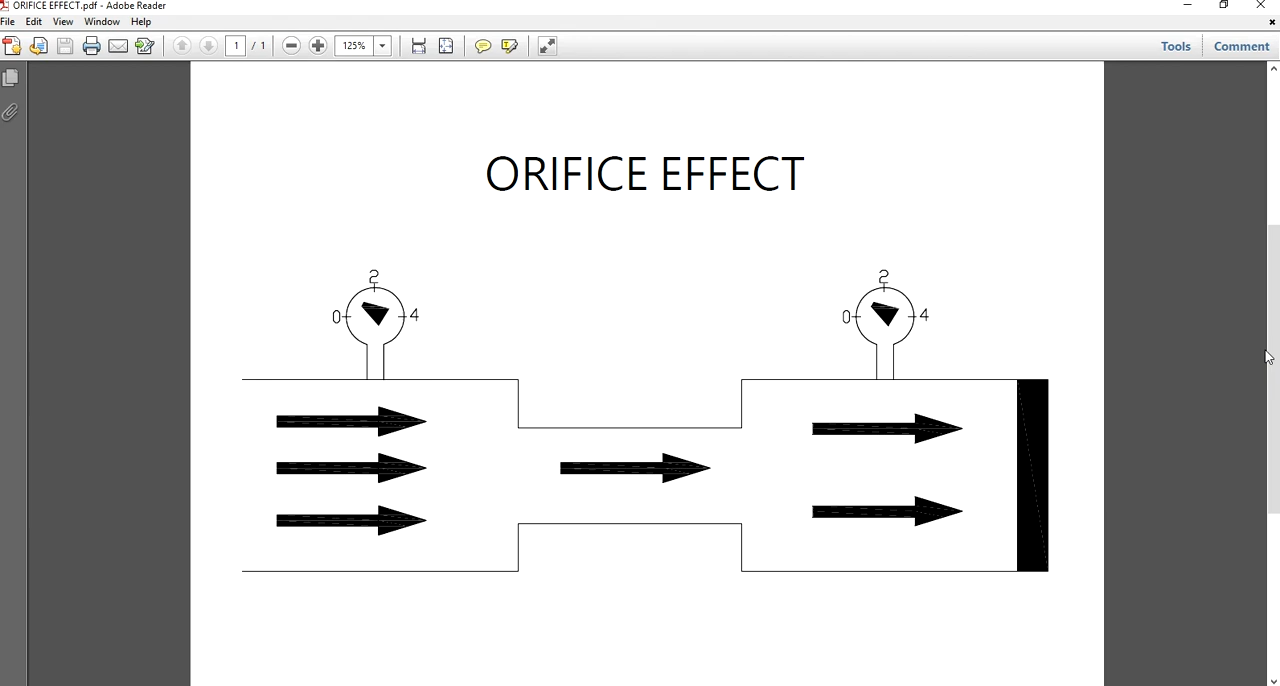 ORIFICE EFFECT.pdf - Adobe Reader
File Edit View Window Help
1 / 1 125% Tools Comment
ORIFICE EFFECT
2 2
0 4 0 4